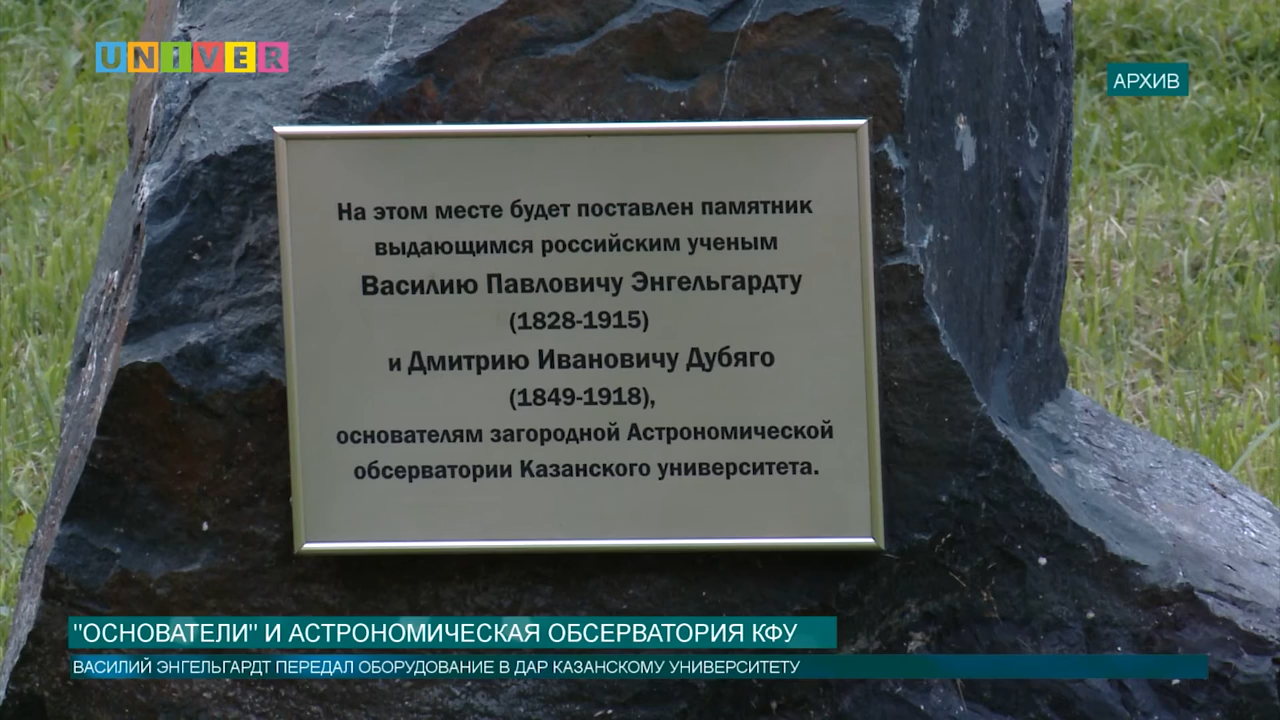 UNIVER
АРХИВ
На этом месте будет поставлен памятник
выдающимся российским ученым
Василию Павловичу Энгельгардту
(1828-1915)
и Дмитрию Ивановичу Дубяго
(1849-1918),
основателям загородной Астрономической
обсерватории Казанского университета.
"ОСНОВАТЕЛИ" И АСТРОНОМИЧЕСКАЯ ОБСЕРВАТОРИЯ КФУ
ВАСИЛИЙ ЭНГЕЛЬГАРДТ ПЕРЕДАЛ ОБОРУДОВАНИЕ В ДАР КАЗАНСКОМУ УНИВЕРСИТЕТУ